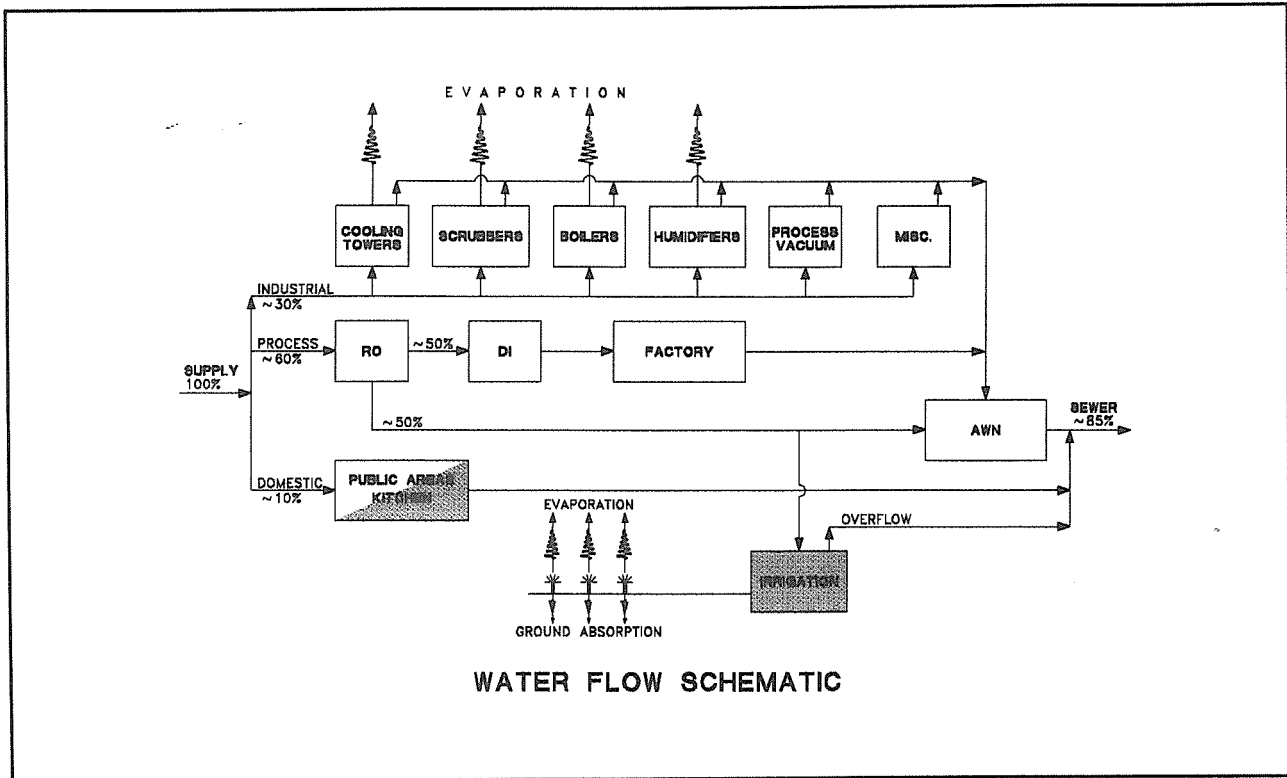 EVAPORATION
COOLING
TOWERS
SCRUBBERS
BOILERS
HUMIDIFIERS
PROCESS
VACUUM
MISC.
INDUSTRIAL
~30%
PROCESS
~60%
RO
~50%
DI
FACTORY
SUPPLY
100%
~50%
AWN
SEWER
~85%
DOMESTIC
~10%
PUBLIC AREAS
KITCHEN
EVAPORATION
OVERFLOW
IRRIGATION
GROUND ABSORPTION
WATER FLOW SCHEMATIC